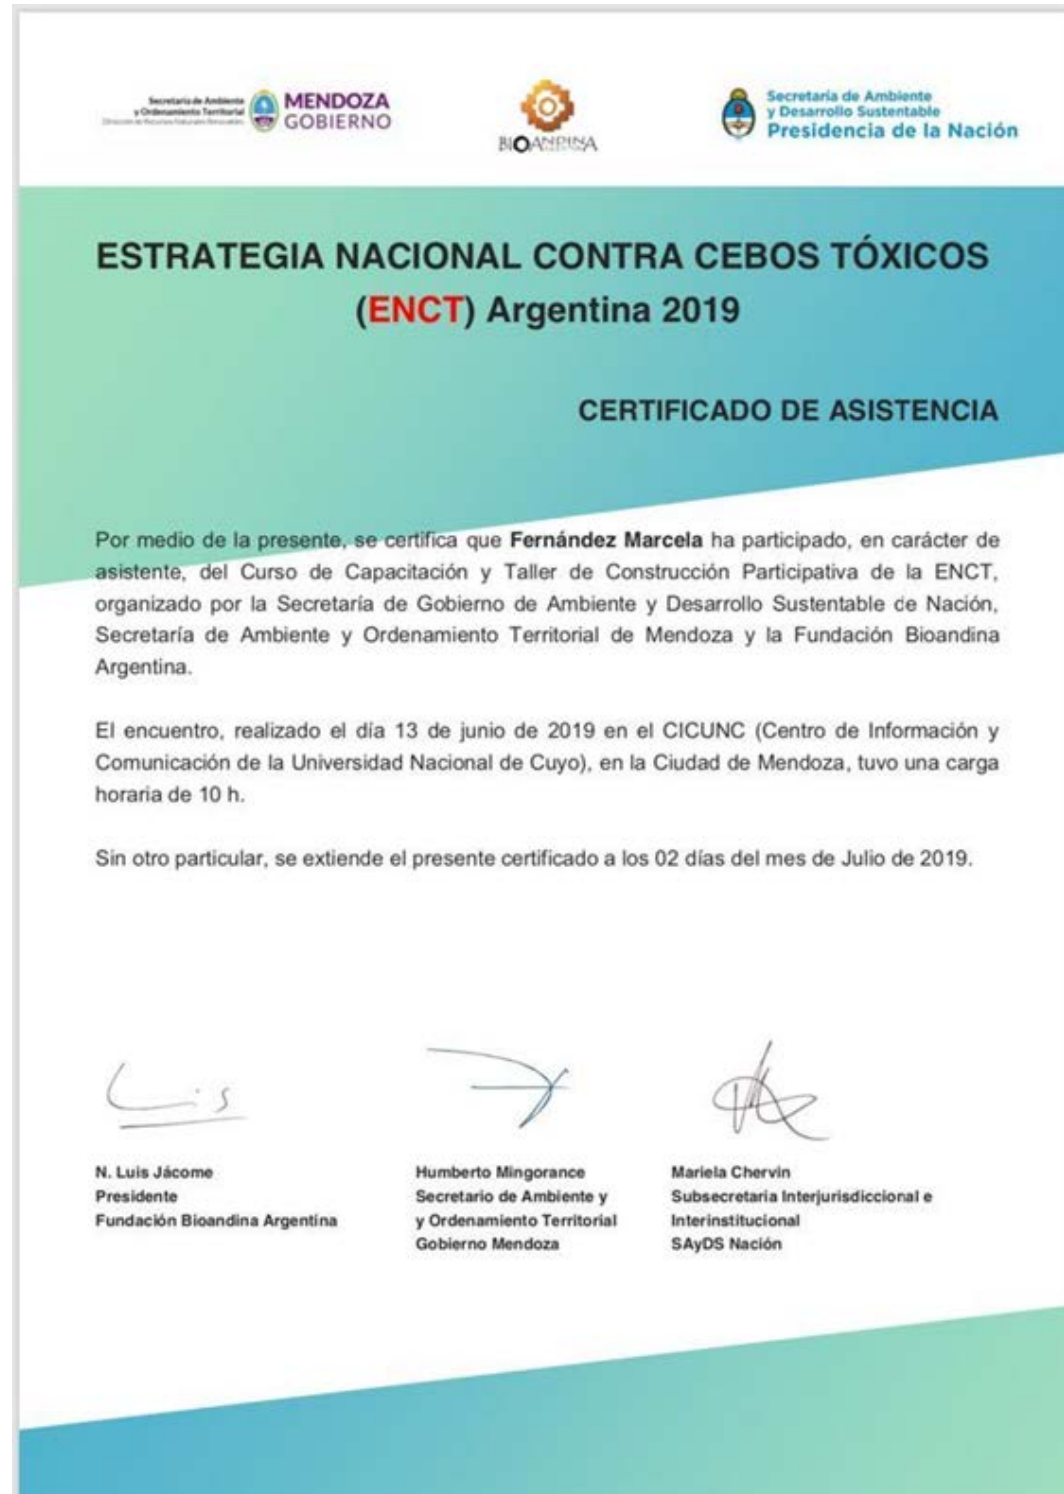 Secretaría de Ambiente
y Ordenamiento Territorial
Dirección de Recursos Naturales Renovables
MENDOZA
GOBIERNO
BIOANDINA
Secretaría de Ambiente
y Desarrollo Sustentable
Presidencia de la Nación
ESTRATEGIA NACIONAL CONTRA CEBOS TÓXICOS
(ENCT) Argentina 2019
CERTIFICADO DE ASISTENCIA
Por medio de la presente, se certifica que Fernández Marcela ha participado, en carácter de
asistente, del Curso de Capacitación y Taller de Construcción Participativa de la ENCT,
organizado por la Secretaría de Gobierno de Ambiente y Desarrollo Sustentable de Nación,
Secretaría de Ambiente y Ordenamiento Territorial de Mendoza y la Fundación Bioandina
Argentina.
El encuentro, realizado el día 13 de junio de 2019 en el CICUNC (Centro de Información y
Comunicación de la Universidad Nacional de Cuyo), en la Ciudad de Mendoza, tuvo una carga
horaria de 10 h.
Sin otro particular, se extiende el presente certificado a los 02 días del mes de Julio de 2019.
Luis
N. Luis Jácome
Presidente
Fundación Bioandina Argentina
Humberto Mingorance
Secretario de Ambiente y
y Ordenamiento Territorial
Gobierno Mendoza
Mariela Chervin
Subsecretaria Interjurisdiccional e
Interinstitucional
SAyDS Nación